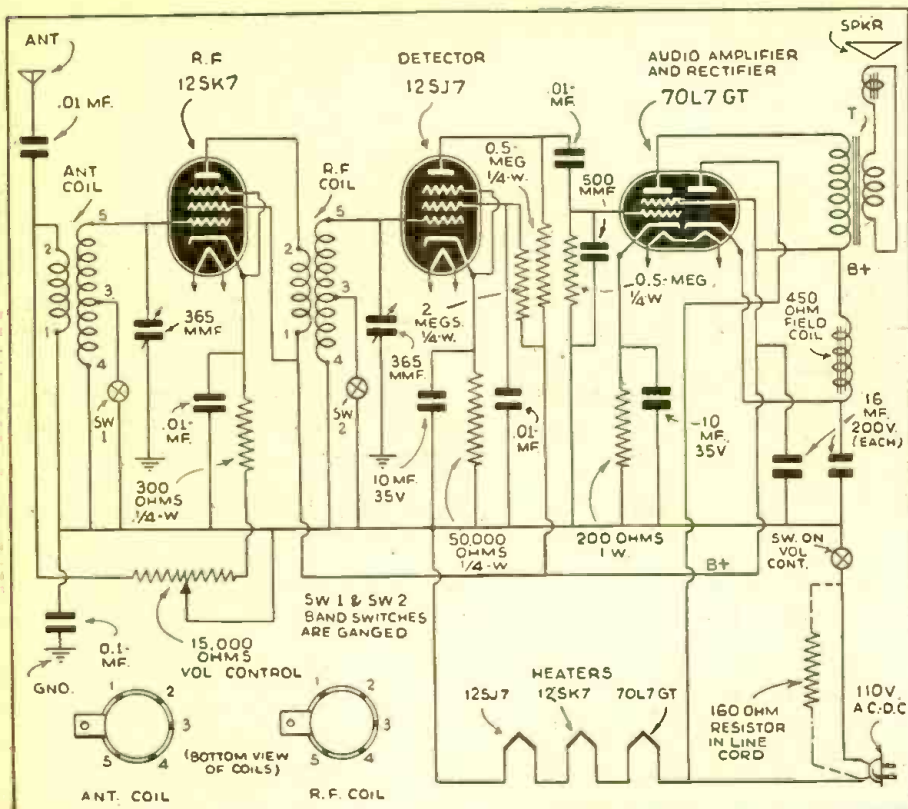 ANT
.01 MF.
ANT
COIL
2
1
5
3
4
SW
1
365
MMF.
R.F
12SK7
.01-
MF.
300
OHMS
1/4-W
R.F
COIL
2
1
5
3
4
SW
2
365
MMF.
DETECTOR
12SJ7
10 MF.
35V
50,000
OHMS
1/4-W
.01-
MF
2
MEGS.
1/4-W.
0.5-
MEG
1/4-W.
.01-
MF.
500
MMF
0.5-MEG
1/4W
AUDIO AMPLIFIER
AND RECTIFIER
70L7 GT
200 OHMS
1 W.
-10
MF.
35V
SPKR
T
B+
450
OHM
FIELD
COIL
16
MF.
200V.
(EACH)
B+
SW. ON
VOL
CONT.
GND.
0.1-
MF.
15,000
OHMS
VOL CONTROL
SW 1 & SW 2
BAND SWITCHES
ARE GANGED
HEATERS
12SJ7 12SK7 70L7GT
160 OHM
RESISTOR
IN LINE
CORD
110V.
A.C.-D.C
1
2
3
4
5
ANT. COIL
(BOTTOM VIEW
OF COILS)
1
2
3
4
5
R.F. COIL